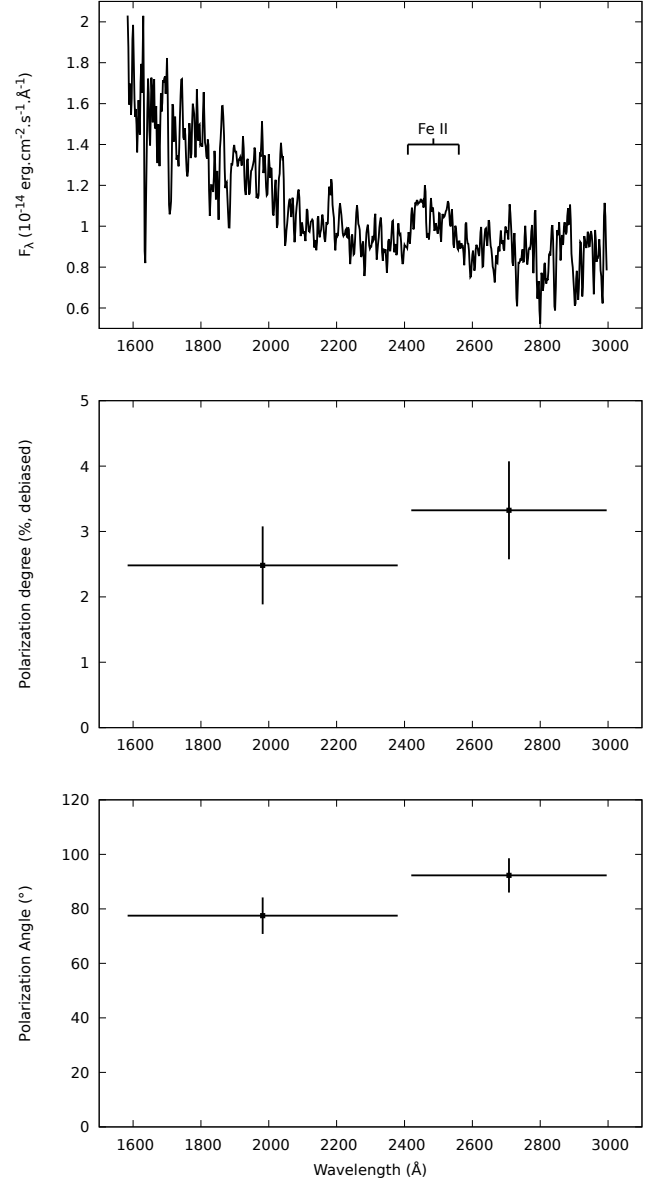 2
1.8
1.6
1.4
1.2
1
0.8
0.6
F_λ (10⁻¹⁴ erg.cm⁻².s⁻¹.Å⁻¹)
Fe II
1600 1800 2000 2200 2400 2600 2800 3000
5
4
3
2
1
0
Polarization degree (%, debiased)
1600 1800 2000 2200 2400 2600 2800 3000
120
100
80
60
40
20
0
Polarization Angle (°)
1600 1800 2000 2200 2400 2600 2800 3000
Wavelength (Å)